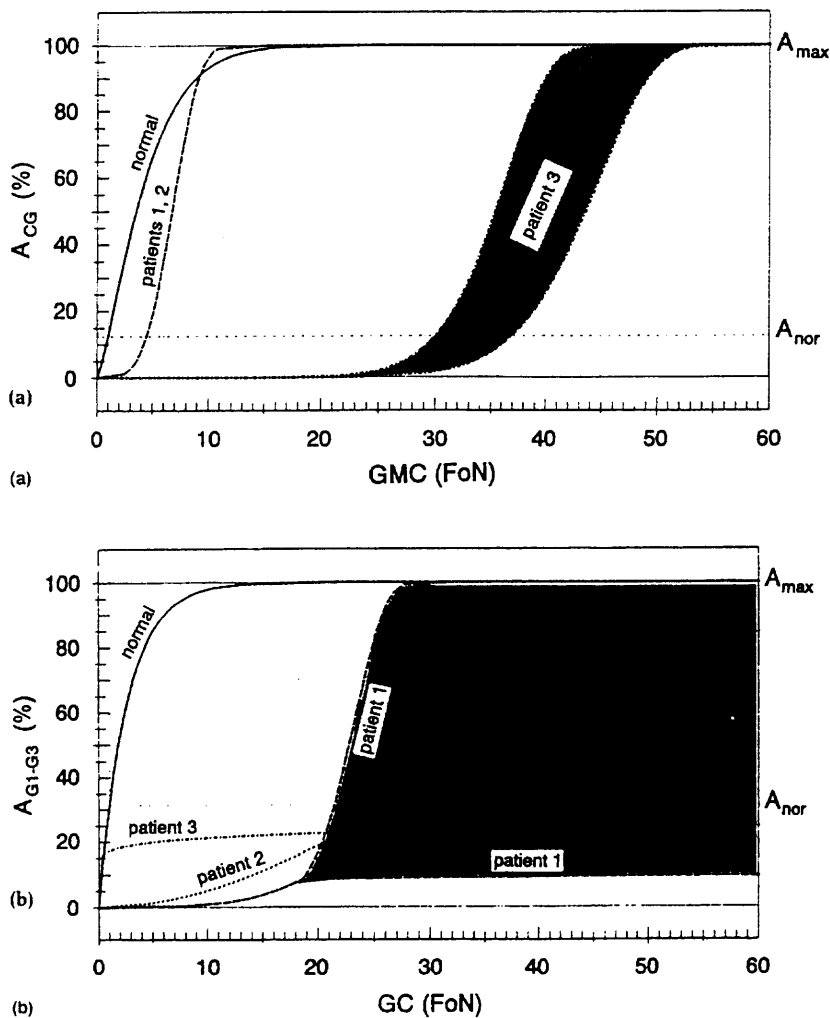 100
80
60
40
20
0
A_CG (%)
normal
patients 1, 2
patient 3
A_max
A_nor
(a)
0 10 20 30 40 50 60
(a)
GMC (FoN)
100
80
60
40
20
0
A_G1-G3 (%)
normal
patient 3
patient 2
patient 1
patient 1
A_max
A_nor
(b)
0 10 20 30 40 50 60
GC (FoN)
(b)